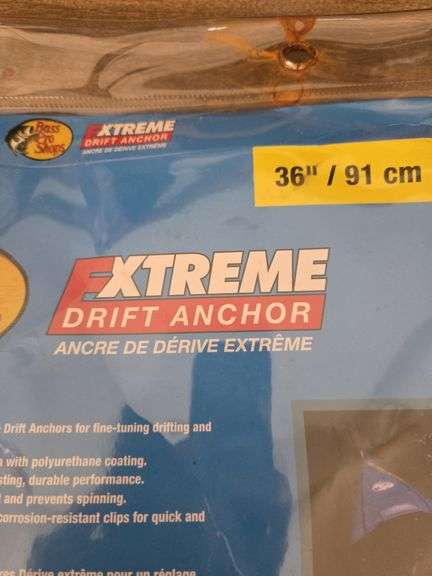 Bass Pro Shops
EXTREME
DRIFT ANCHOR
ANCRE DE DÉRIVE EXTRÊME
36" / 91 cm
EXTREME
DRIFT ANCHOR
ANCRE DE DÉRIVE EXTRÊME
Drift Anchors for fine-tuning drifting and
with polyurethane coating.
sting, durable performance.
and prevents spinning.
corrosion-resistant clips for quick and
res Dérive extrême pour un réglage